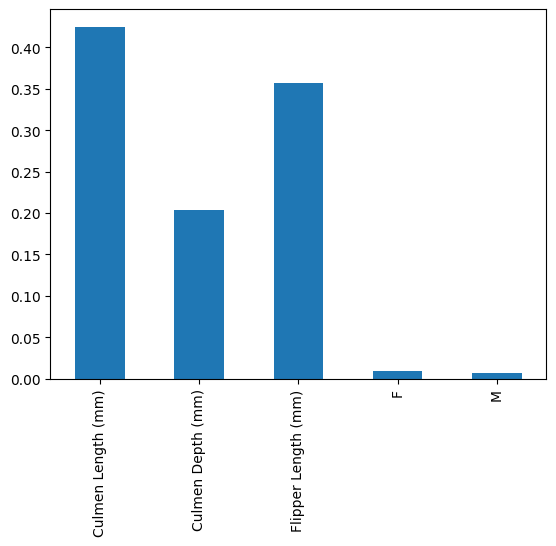 0.40
0.35
0.30
0.25
0.20
0.15
0.10
0.05
0.00
Culmen Length (mm)
Culmen Depth (mm)
Flipper Length (mm)
F
M